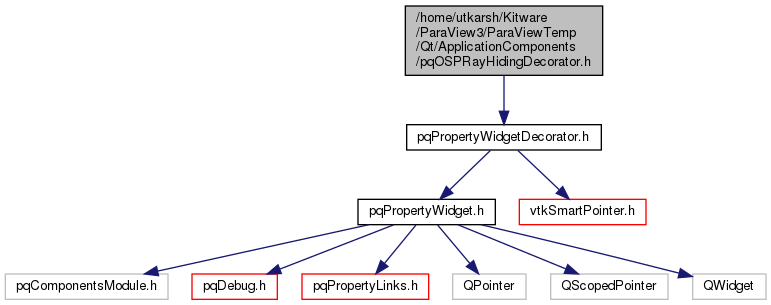 /home/utkarsh/Kitware
/ParaView3/ParaViewTemp
/Qt/ApplicationComponents
/pqOSPRayHidingDecorator.h
pqPropertyWidgetDecorator.h
pqPropertyWidget.h
vtkSmartPointer.h
pqComponentsModule.h
pqDebug.h
pqPropertyLinks.h
QPointer
QScopedPointer
QWidget